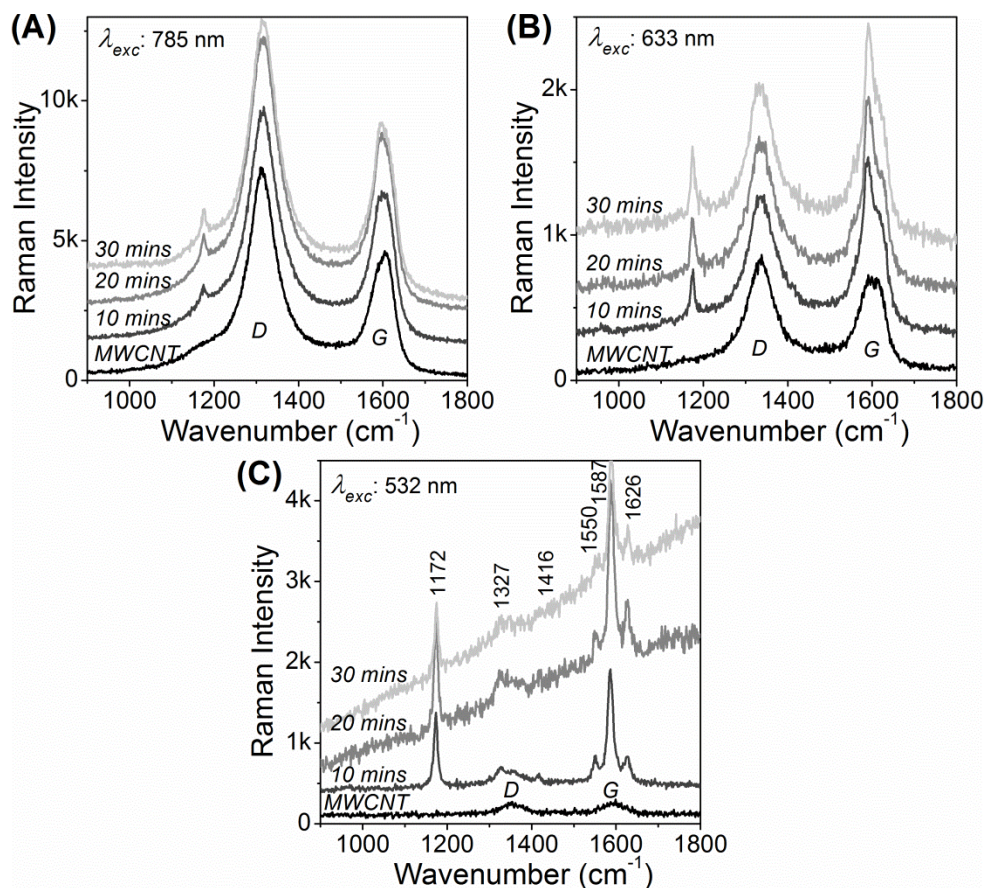 (A)
λexc: 785 nm
10k
5k
0
Raman Intensity
30 mins
20 mins
10 mins
MWCNT
D
G
1000 1200 1400 1600 1800
Wavenumber (cm⁻¹)
(B)
λexc: 633 nm
2k
1k
0
Raman Intensity
30 mins
20 mins
10 mins
MWCNT
D
G
1000 1200 1400 1600 1800
Wavenumber (cm⁻¹)
(C)
λexc: 532 nm
4k
3k
2k
1k
0
Raman Intensity
1172
1327
1416
1550
1587
1626
30 mins
20 mins
10 mins
MWCNT
D
G
1000 1200 1400 1600 1800
Wavenumber (cm⁻¹)